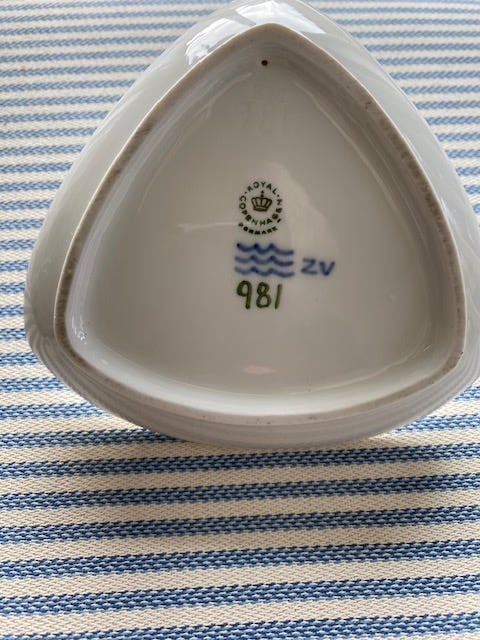 ROYAL
COPENHAGEN
DENMARK
ZV
981